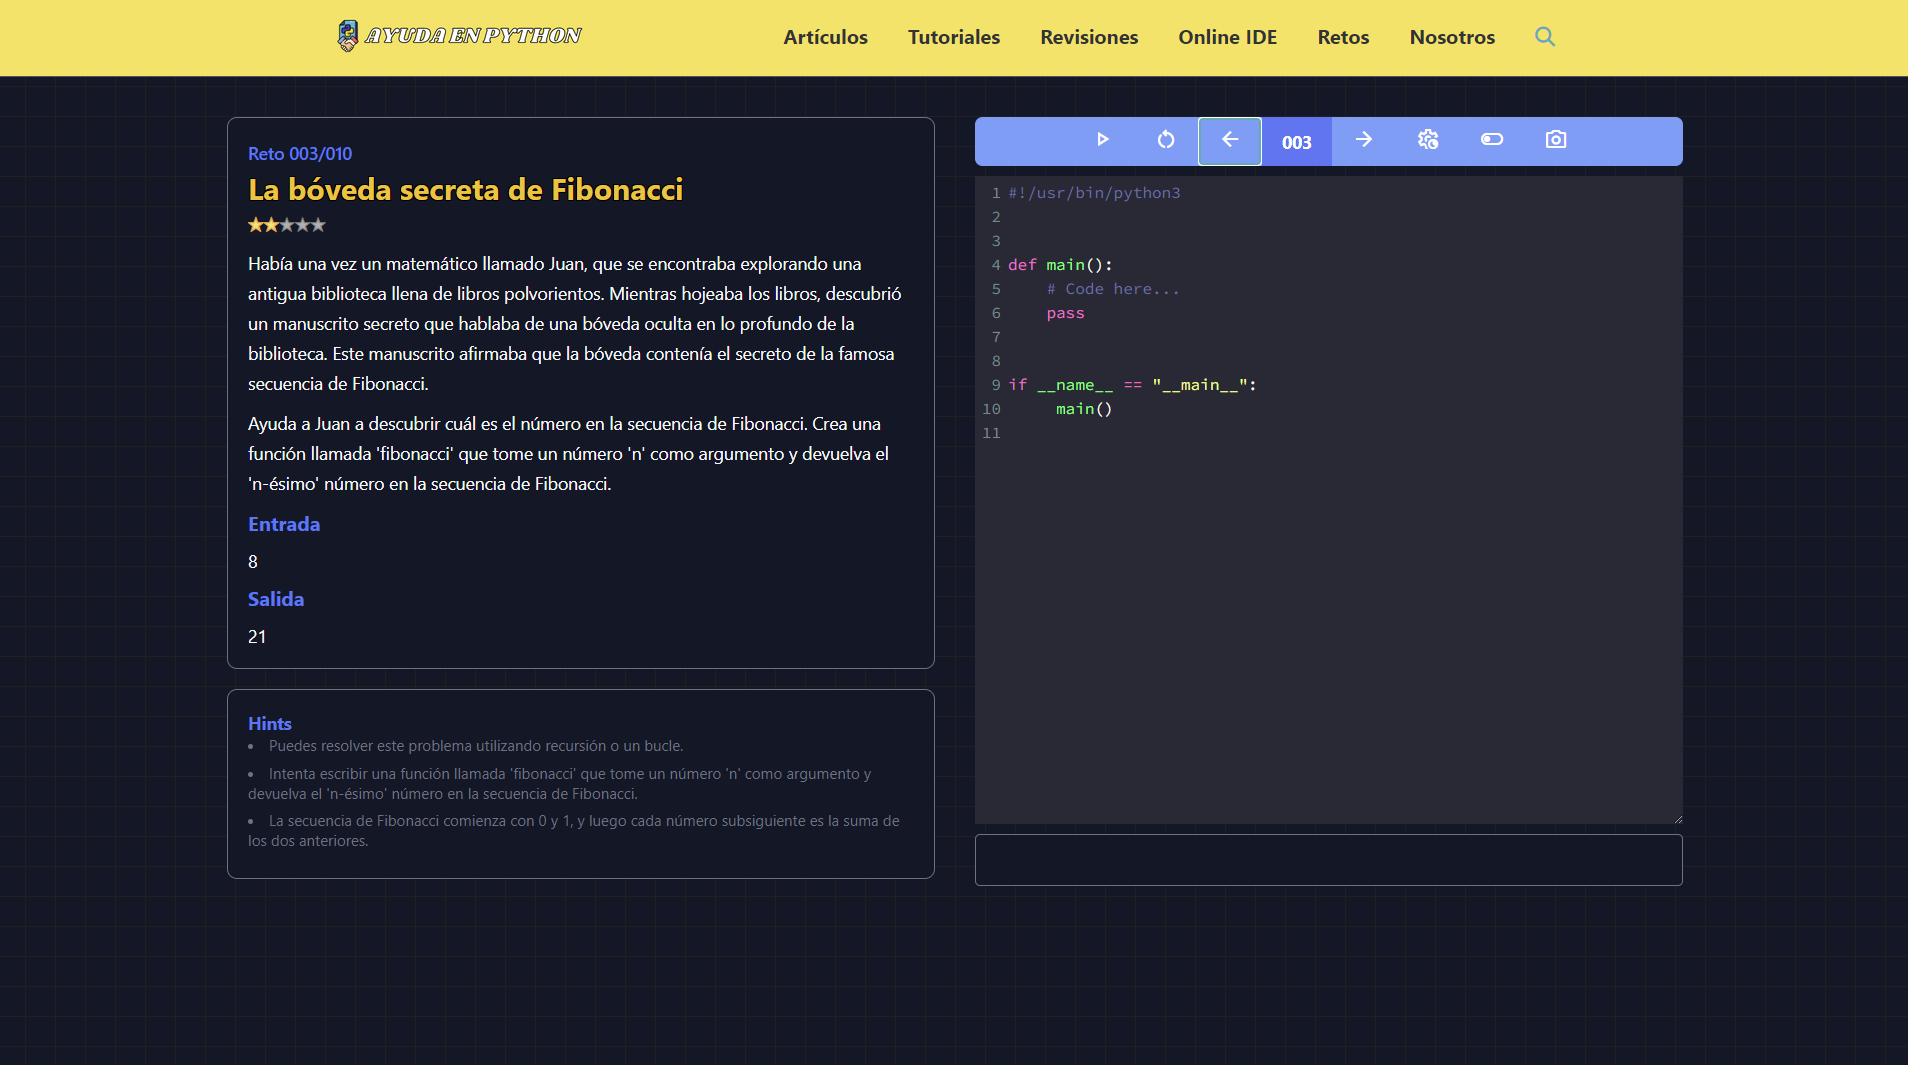 AYUDA EN PYTHON
Artículos
Tutoriales
Revisiones
Online IDE
Retos
Nosotros
Reto 003/010
La bóveda secreta de Fibonacci
Había una vez un matemático llamado Juan, que se encontraba explorando una
antigua biblioteca llena de libros polvorientos. Mientras hojeaba los libros, descubrió
un manuscrito secreto que hablaba de una bóveda oculta en lo profundo de la
biblioteca. Este manuscrito afirmaba que la bóveda contenía el secreto de la famosa
secuencia de Fibonacci.
Ayuda a Juan a descubrir cuál es el número en la secuencia de Fibonacci. Crea una
función llamada 'fibonacci' que tome un número 'n' como argumento y devuelva el
'n-ésimo' número en la secuencia de Fibonacci.
Entrada
8
Salida
21
Hints
• Puedes resolver este problema utilizando recursión o un bucle.
• Intenta escribir una función llamada 'fibonacci' que tome un número 'n' como argumento y
devuelva el 'n-ésimo' número en la secuencia de Fibonacci.
• La secuencia de Fibonacci comienza con 0 y 1, y luego cada número subsiguiente es la suma de
los dos anteriores.
003
1 #!/usr/bin/python3
2
3
4 def main():
5     # Code here...
6     pass
7
8
9 if __name__ == "__main__":
10     main()
11